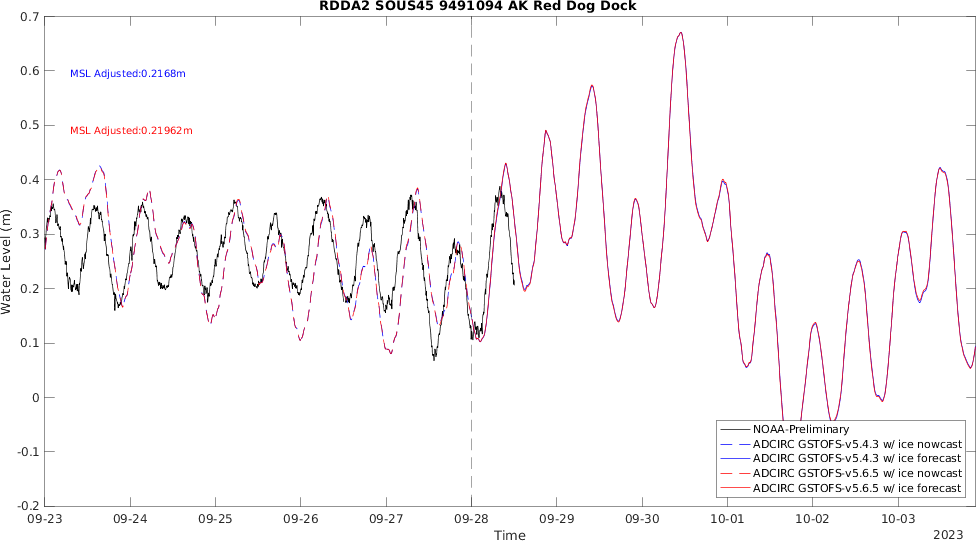 RDDA2 SOUS45 9491094 AK Red Dog Dock
0.7
0.6
0.5
0.4
0.3
0.2
0.1
0
-0.1
-0.2
Water Level (m)
MSL Adjusted:0.2168m
MSL Adjusted:0.21962m
NOAA-Preliminary
ADCIRC GSTOFS-v5.4.3 w/ ice nowcast
ADCIRC GSTOFS-v5.4.3 w/ ice forecast
ADCIRC GSTOFS-v5.6.5 w/ ice nowcast
ADCIRC GSTOFS-v5.6.5 w/ ice forecast
09-23 09-24 09-25 09-26 09-27 09-28 09-29 09-30 10-01 10-02 10-03
Time
2023